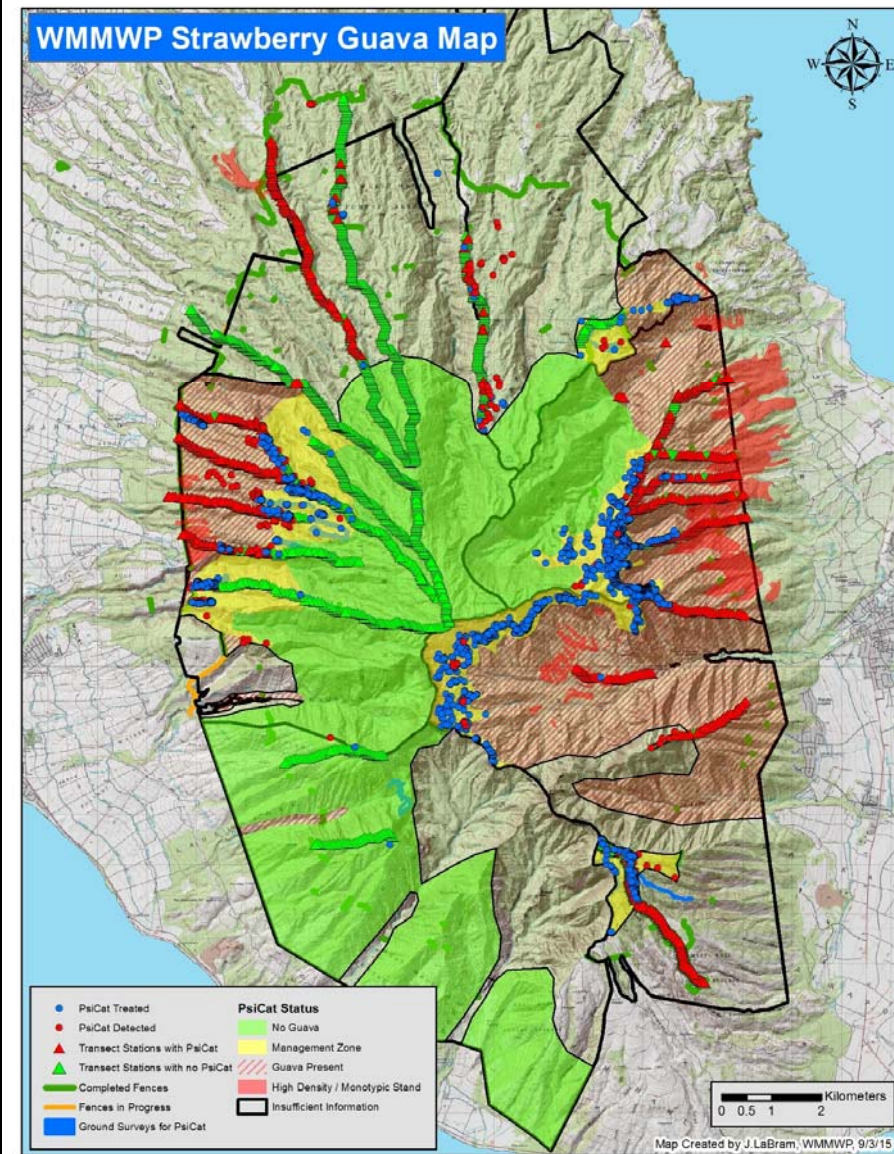 WMMWP Strawberry Guava Map
N
W E
S
PsiCat Treated
PsiCat Detected
Transect Stations with PsiCat
Transect Stations with no PsiCat
Completed Fences
Fences in Progress
Ground Surveys for PsiCat
PsiCat Status
No Guava
Management Zone
Guava Present
High Density / Monotypic Stand
Insufficient Information
Kilometers
0 0.5 1 2
Map Created by J.LaBram, WMMWP, 9/3/15